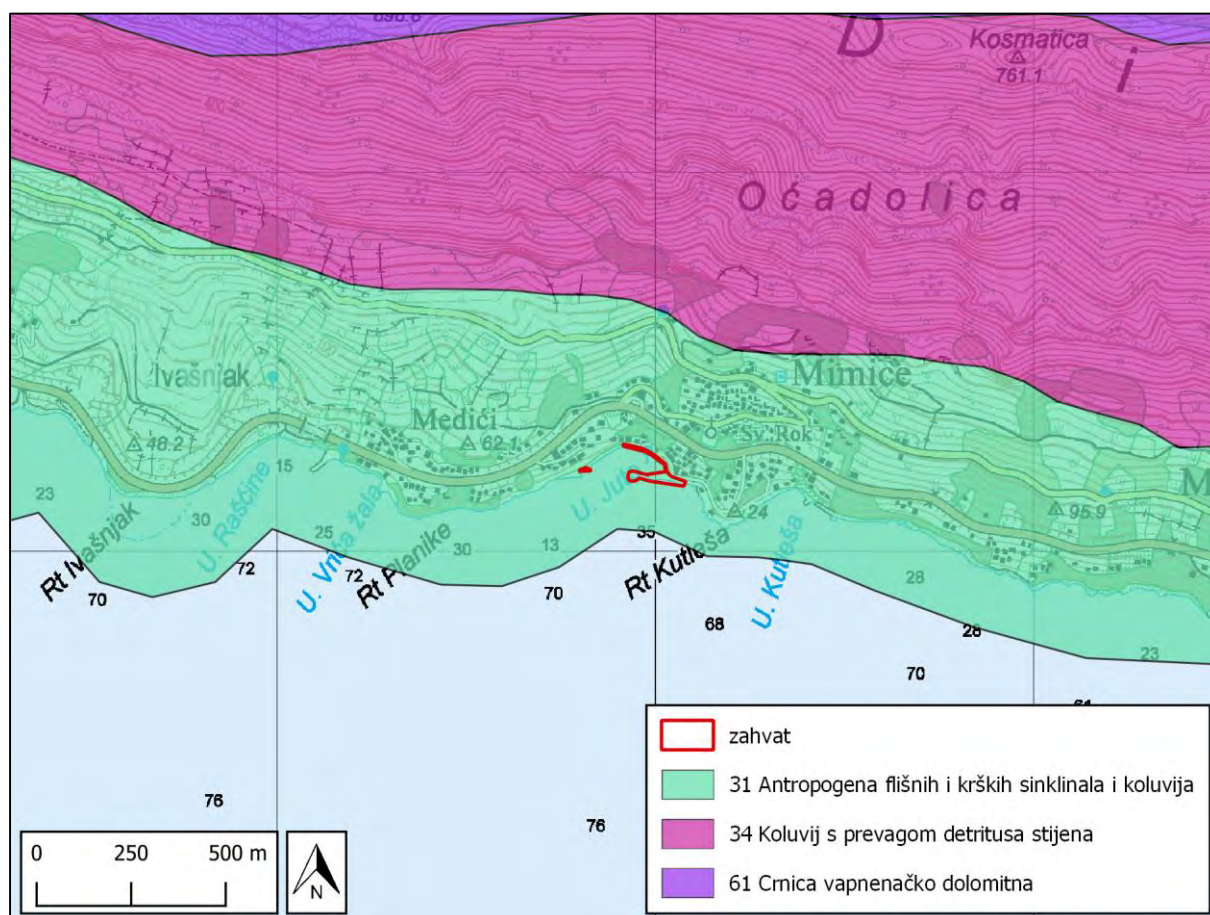 D
Kosmatica
761.1
i
Oćadolica
Ivašnjak
Mimice
Medići
48.2
62.1
Sv. Rok
M
15
23
30
25
U. Ju
24
95.9
U. Raščine
U. Vrića žala
30
13
35
Rt Ivašnjak
72
72
Rt Planike
Rt Kutleša
U. Kutleša
28
70
70
68
28
23
70
61
76
76
zahvat
31 Antropogena flišnih i krških sinklinala i koluvija
34 Koluvij s prevagom detritusa stijena
61 Crnica vapnenačko dolomitna
0 250 500 m
N